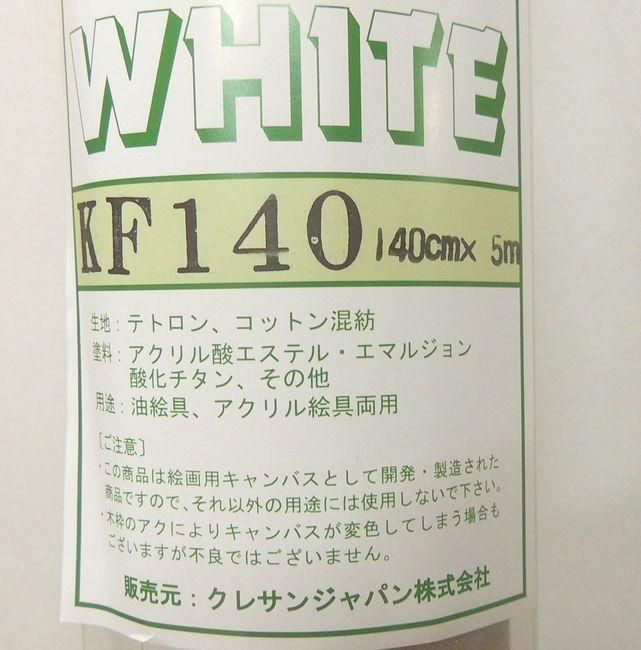 WHITE
KF140 140cm× 5m
生地：テトロン、コットン混紡
塗料：アクリル酸エステル・エマルジョン
酸化チタン、その他
用途：油絵具、アクリル絵具両用
〔ご注意〕
・この商品は絵画用キャンバスとして開発・製造された
商品ですので、それ以外の用途には使用しないで下さい。
・木枠のアクによりキャンバスが変色してしまう場合も
ございますが不良ではございません。
販売元：クレサンジャパン株式会社